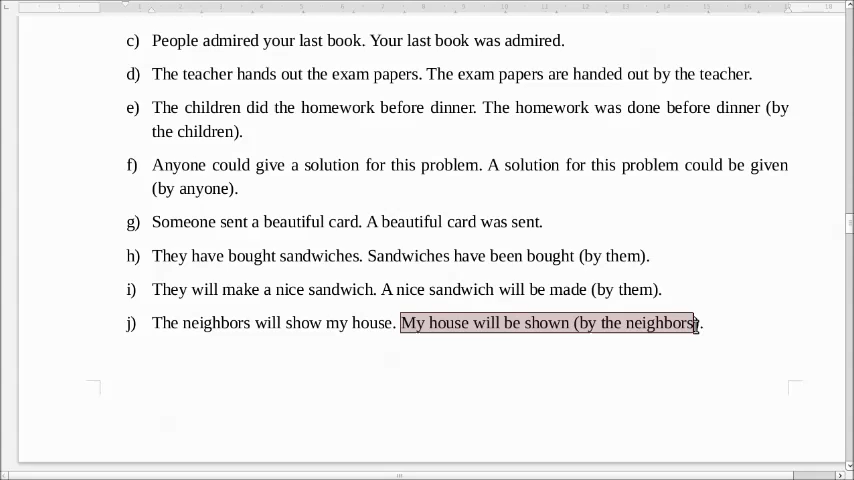 c) People admired your last book. Your last book was admired.
d) The teacher hands out the exam papers. The exam papers are handed out by the teacher.
e) The children did the homework before dinner. The homework was done before dinner (by
the children).
f) Anyone could give a solution for this problem. A solution for this problem could be given
(by anyone).
g) Someone sent a beautiful card. A beautiful card was sent.
h) They have bought sandwiches. Sandwiches have been bought (by them).
i) They will make a nice sandwich. A nice sandwich will be made (by them).
j) The neighbors will show my house. My house will be shown (by the neighbors).